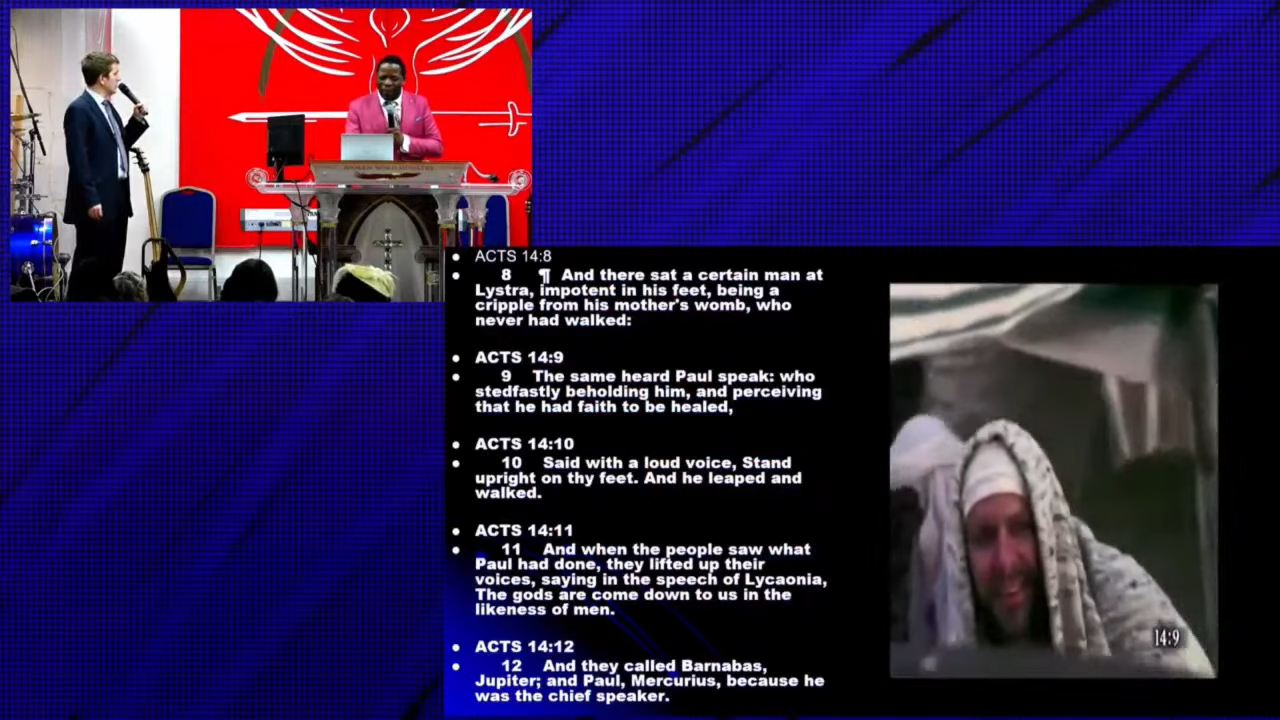 SPOKEN WORD MINISTRIES
• ACTS 14:8
• 8 ¶ And there sat a certain man at
Lystra, impotent in his feet, being a
cripple from his mother's womb, who
never had walked:
• ACTS 14:9
• 9 The same heard Paul speak: who
stedfastly beholding him, and perceiving
that he had faith to be healed,
• ACTS 14:10
• 10 Said with a loud voice, Stand
upright on thy feet. And he leaped and
walked.
• ACTS 14:11
• 11 And when the people saw what
Paul had done, they lifted up their
voices, saying in the speech of Lycaonia,
The gods are come down to us in the
likeness of men.
• ACTS 14:12
• 12 And they called Barnabas,
Jupiter; and Paul, Mercurius, because he
was the chief speaker.
14:9